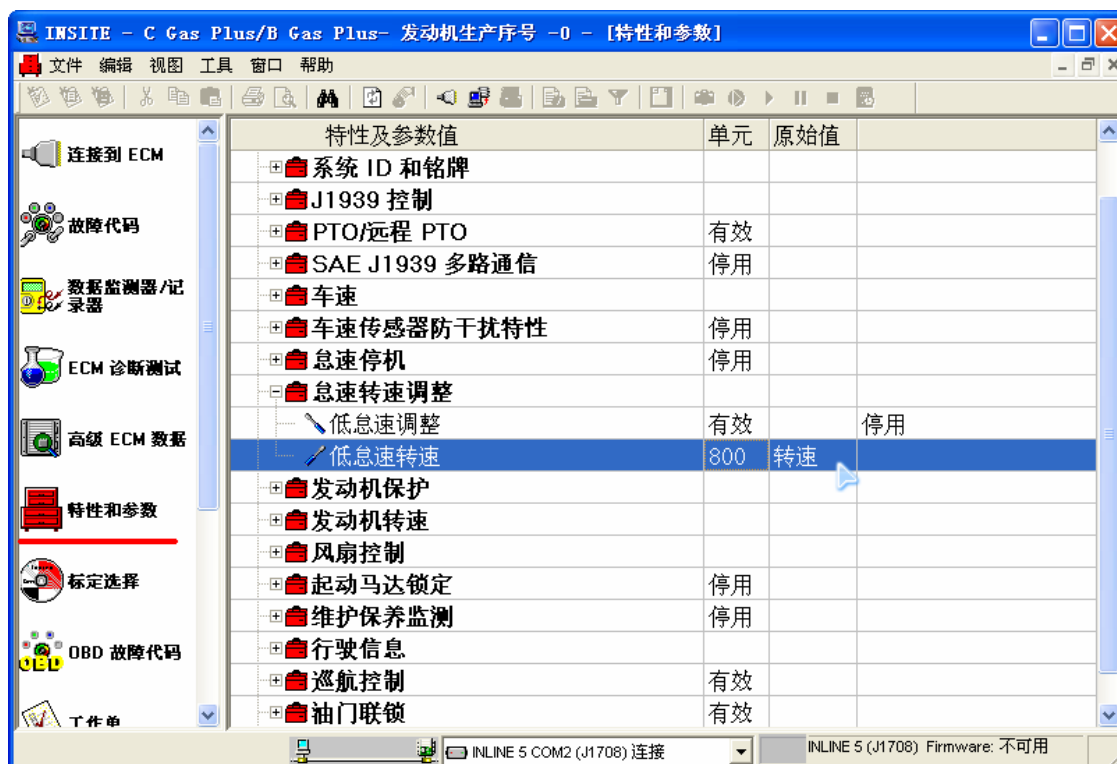 INSITE - C Gas Plus/B Gas Plus- 发动机生产序号 -0 - [特性和参数]
文件 编辑 视图 工具 窗口 帮助
连接到 ECM
故障代码
数据监测器/记
录器
ECM 诊断测试
高级 ECM 数据
特性和参数
标定选择
OBD 故障代码
工作单
特性及参数值 单元 原始值
系统 ID 和铭牌
J1939 控制
PTO/远程 PTO 有效
SAE J1939 多路通信 停用
车速
车速传感器防干扰特性 停用
怠速停机 停用
怠速转速调整
低怠速调整 有效 停用
低怠速转速 800 转速
发动机保护
发动机转速
风扇控制
起动马达锁定 停用
维护保养监测 停用
行驶信息
巡航控制 有效
油门联锁 有效
INLINE 5 COM2 (J1708) 连接 INLINE 5 (J1708) Firmware: 不可用